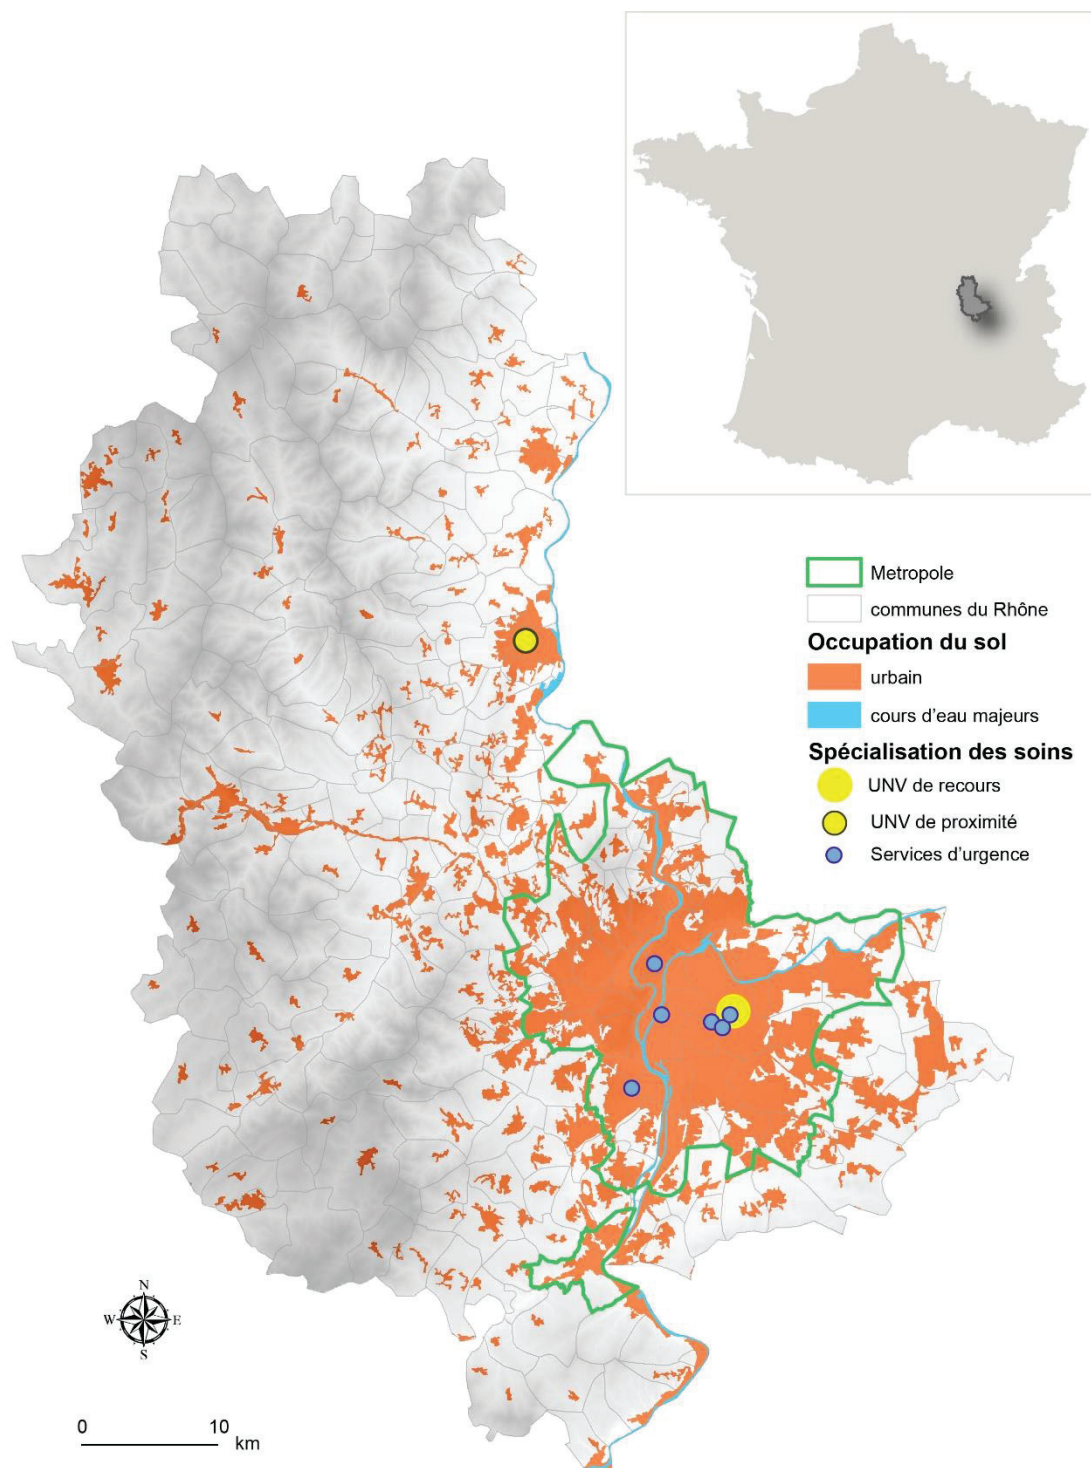 Metropole
communes du Rhône
Occupation du sol
urbain
cours d'eau majeurs
Spécialisation des soins
UNV de recours
UNV de proximité
Services d'urgence
N
W E
S
0 10
km